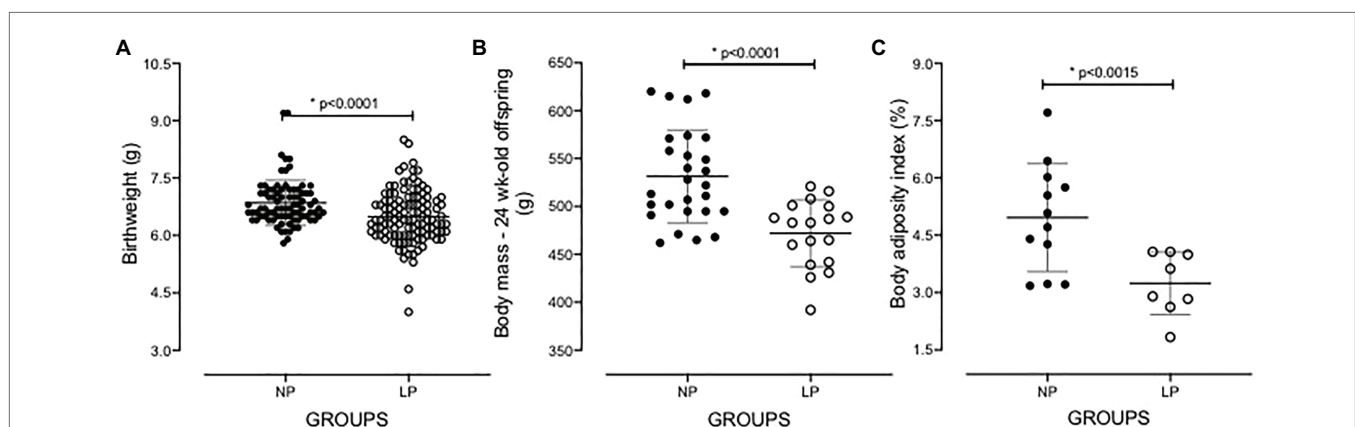 A
Birthweight (g)
10.5
9.0
7.5
6.0
4.5
3.0
* p<0.0001
NP
LP
GROUPS
B
Body mass - 24 wk-old offspring
(g)
650
600
550
500
450
400
350
* p<0.0001
NP
LP
GROUPS
C
Body adiposity index (%)
9.0
7.5
6.0
4.5
3.0
1.5
* p<0.0015
NP
LP
GROUPS